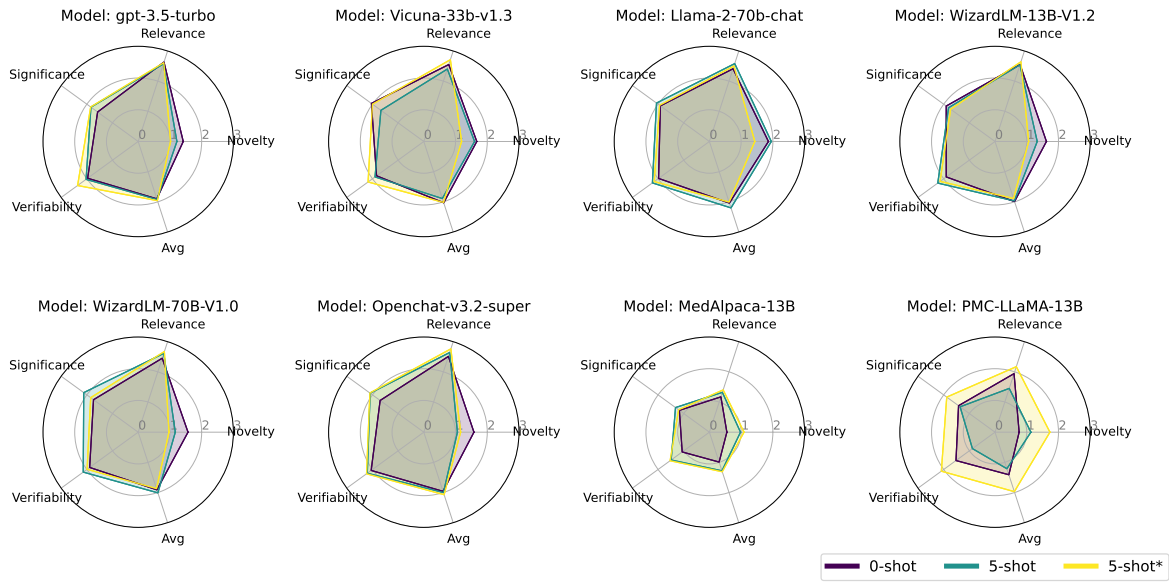 Model: gpt-3.5-turbo
Relevance
Significance
0 1 2 3
Novelty
Verifiability
Avg
Model: Vicuna-33b-v1.3
Relevance
Significance
0 1 2 3
Novelty
Verifiability
Avg
Model: Llama-2-70b-chat
Relevance
Significance
0 1 2 3
Novelty
Verifiability
Avg
Model: WizardLM-13B-V1.2
Relevance
Significance
0 1 2 3
Novelty
Verifiability
Avg
Model: WizardLM-70B-V1.0
Relevance
Significance
0 1 2 3
Novelty
Verifiability
Avg
Model: Openchat-v3.2-super
Relevance
Significance
0 1 2 3
Novelty
Verifiability
Avg
Model: MedAlpaca-13B
Relevance
Significance
0 1 2 3
Novelty
Verifiability
Avg
Model: PMC-LLaMA-13B
Relevance
Significance
0 1 2 3
Novelty
Verifiability
Avg
0-shot 5-shot 5-shot*